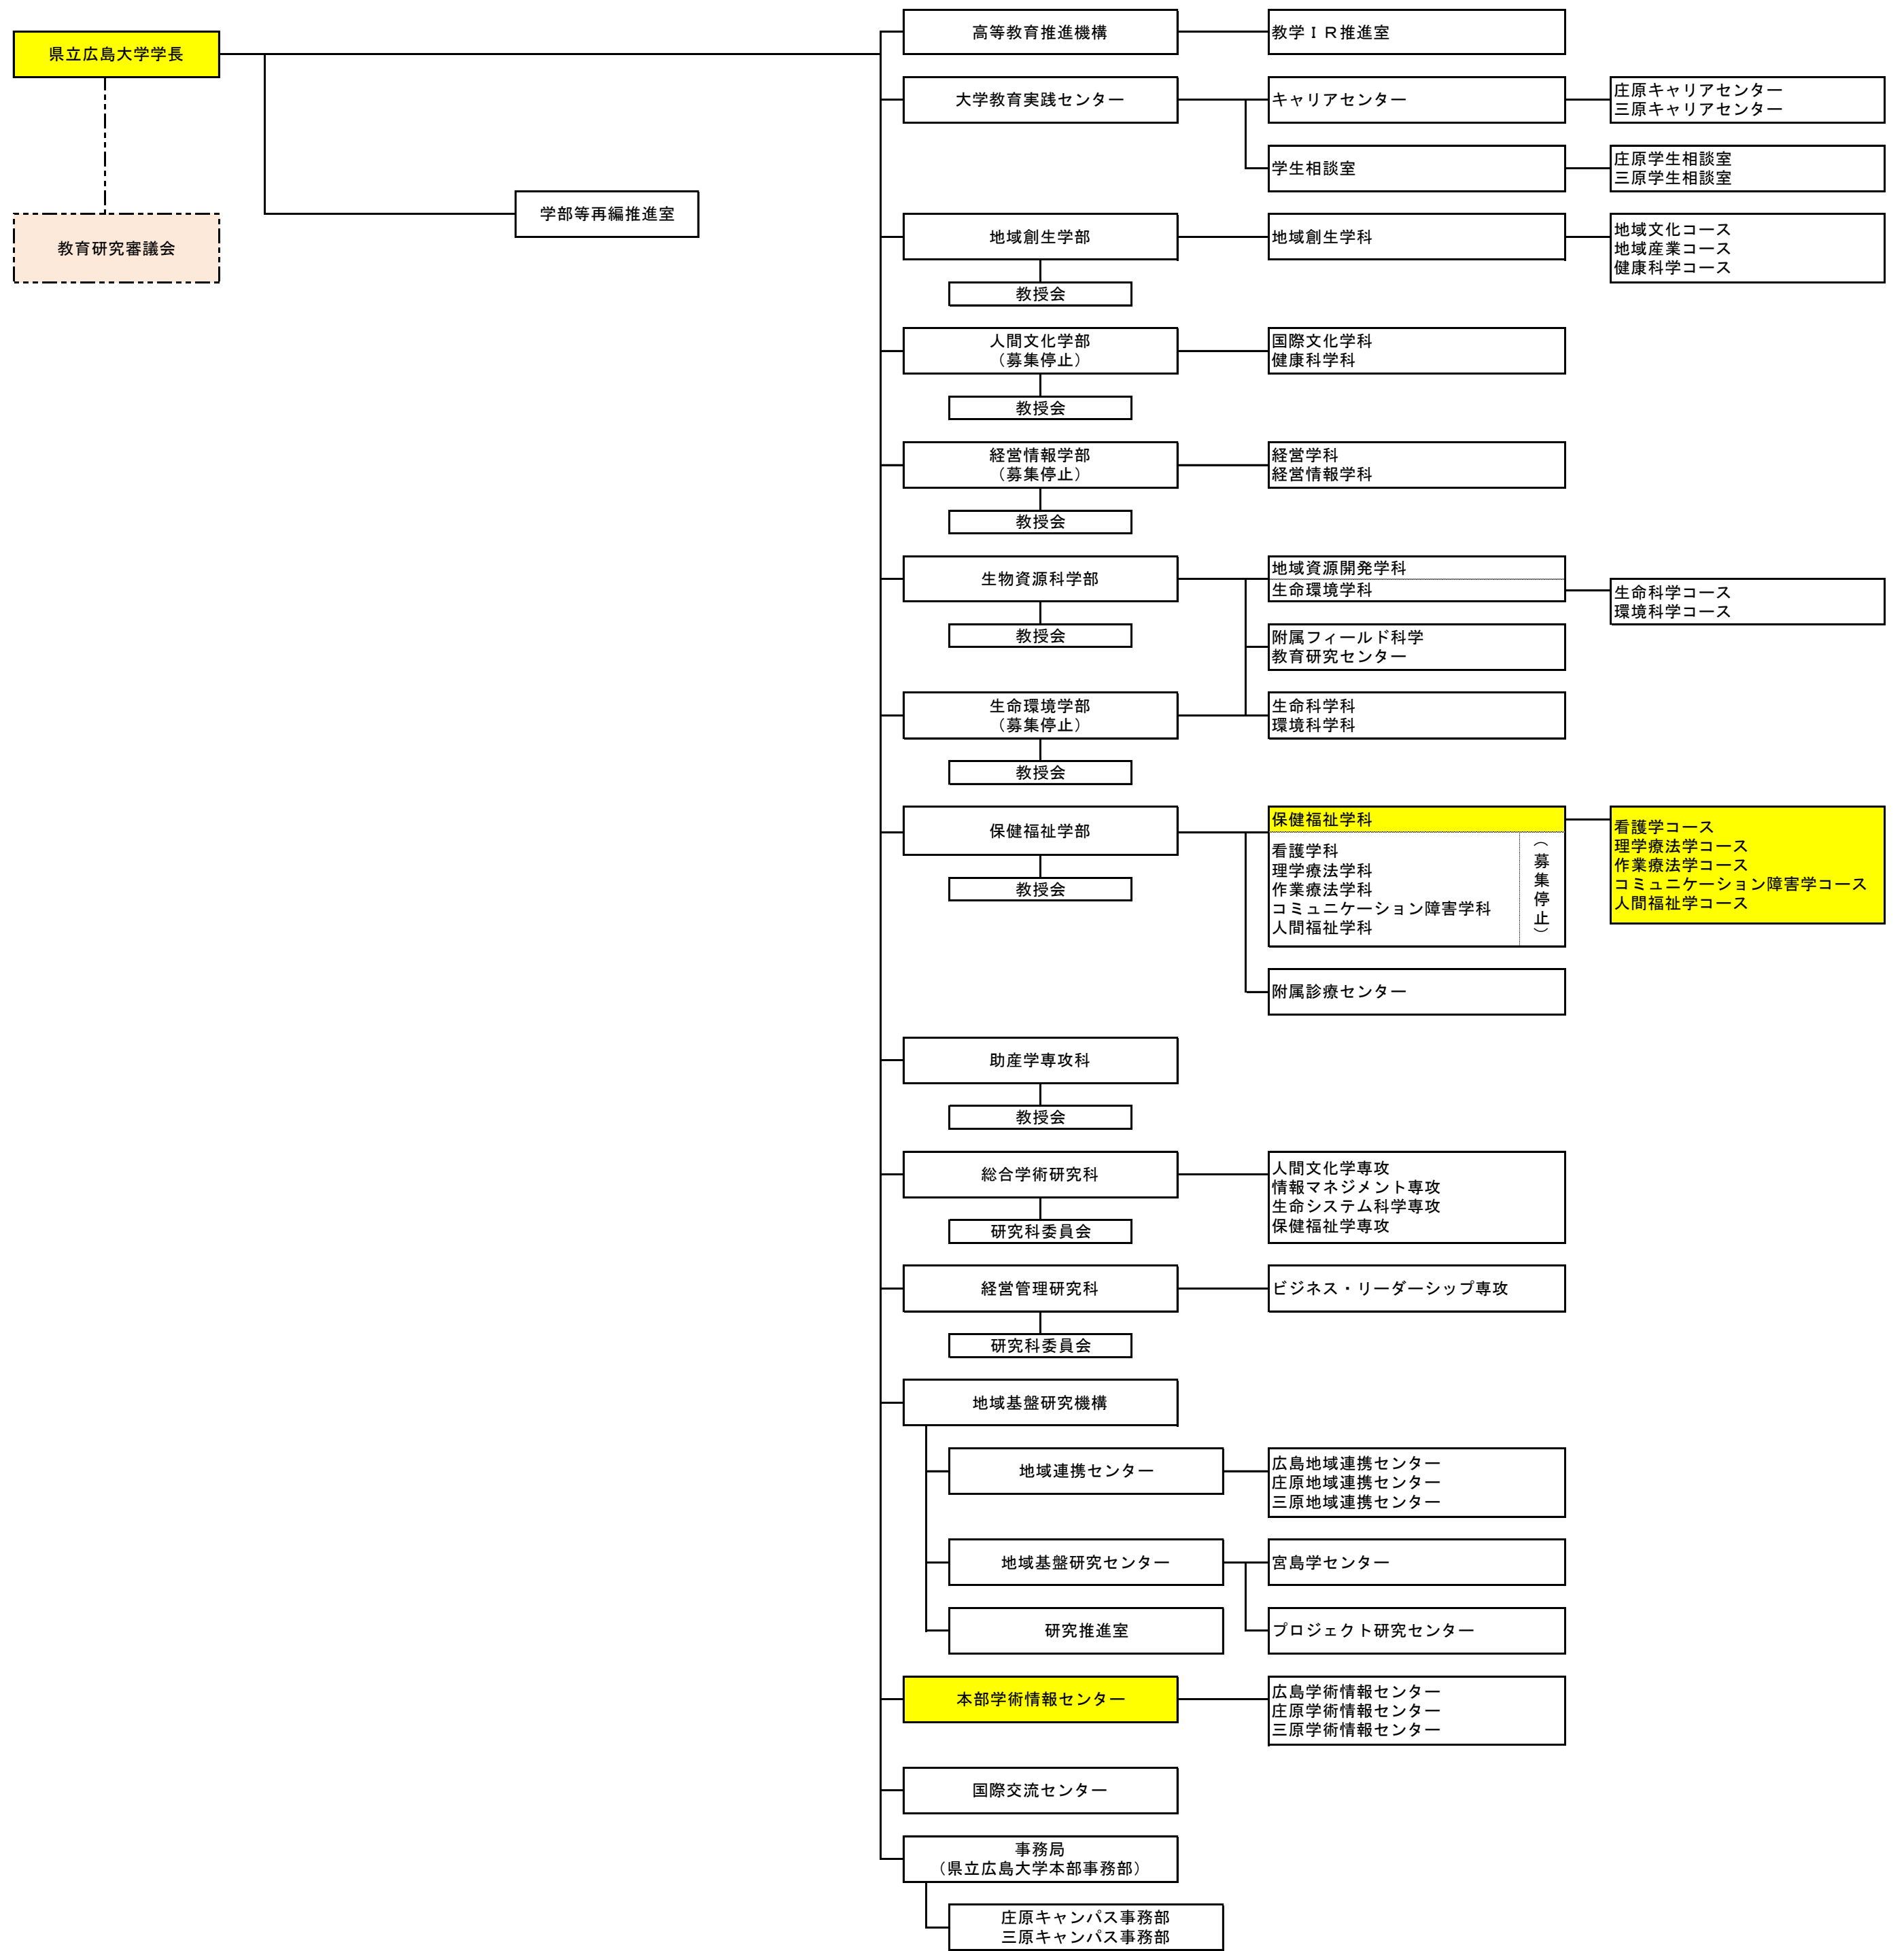 県立広島大学学長
教育研究審議会
学部等再編推進室
高等教育推進機構
教学ＩＲ推進室
大学教育実践センター
キャリアセンター
庄原キャリアセンター
三原キャリアセンター
学生相談室
庄原学生相談室
三原学生相談室
地域創生学部
地域創生学科
地域文化コース
地域産業コース
健康科学コース
教授会
人間文化学部
（募集停止）
国際文化学科
健康科学科
教授会
経営情報学部
（募集停止）
経営学科
経営情報学科
教授会
生物資源科学部
地域資源開発学科
生命環境学科
生命科学コース
環境科学コース
教授会
附属フィールド科学
教育研究センター
生命環境学部
（募集停止）
生命科学科
環境科学科
教授会
保健福祉学部
保健福祉学科
看護学科
理学療法学科
作業療法学科
コミュニケーション障害学科
人間福祉学科
（募集停止）
看護学コース
理学療法学コース
作業療法学コース
コミュニケーション障害学コース
人間福祉学コース
教授会
附属診療センター
助産学専攻科
教授会
総合学術研究科
人間文化学専攻
情報マネジメント専攻
生命システム科学専攻
保健福祉学専攻
研究科委員会
経営管理研究科
ビジネス・リーダーシップ専攻
研究科委員会
地域基盤研究機構
地域連携センター
広島地域連携センター
庄原地域連携センター
三原地域連携センター
地域基盤研究センター
宮島学センター
研究推進室
プロジェクト研究センター
本部学術情報センター
広島学術情報センター
庄原学術情報センター
三原学術情報センター
国際交流センター
事務局
（県立広島大学本部事務部）
庄原キャンパス事務部
三原キャンパス事務部